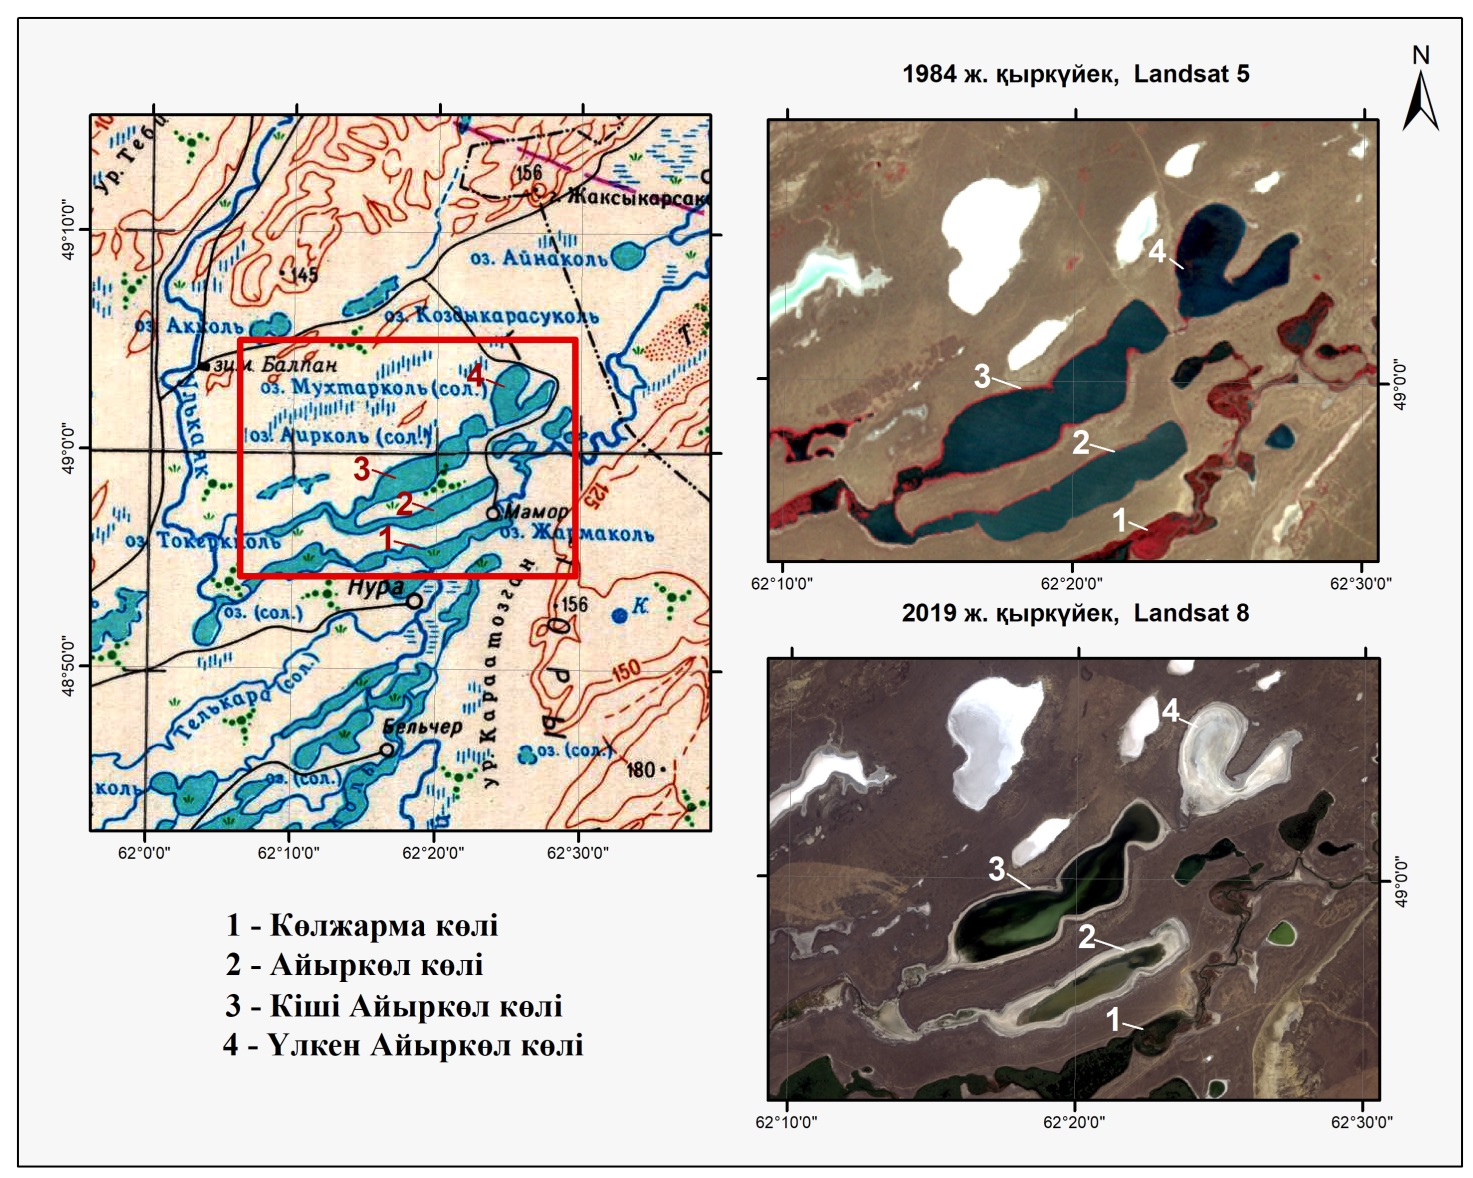 1984 ж. қыркүйек, Landsat 5
N
49°10'0"
49°0'0"
48°50'0"
ур. Теби
156
г. Жаксыкарсак
оз. Айнаколь
145
оз. Коздыкарасуколь
оз. Акколь
зим. Балпан
оз. Мухтарколь (сол.)
4
Улькаяк
оз. Аирколь (сол.)
3
2
125
Мамор
1
оз. Жармаколь
оз. Токеркколь
Нура
оз. (сол.)
156
К.
150
Телькара (сол.)
ур. Караатозган
Т О Р Ы
Бельчер
оз. (сол.)
180
оз. (сол.)
коль
62°0'0"
62°10'0"
62°20'0"
62°30'0"
4
3
2
1
49°0'0"
62°10'0"
62°20'0"
62°30'0"
2019 ж. қыркүйек, Landsat 8
4
3
2
1
49°0'0"
62°10'0"
62°20'0"
62°30'0"
1 - Көлжарма көлі
2 - Айыркөл көлі
3 - Кіші Айыркөл көлі
4 - Үлкен Айыркөл көлі